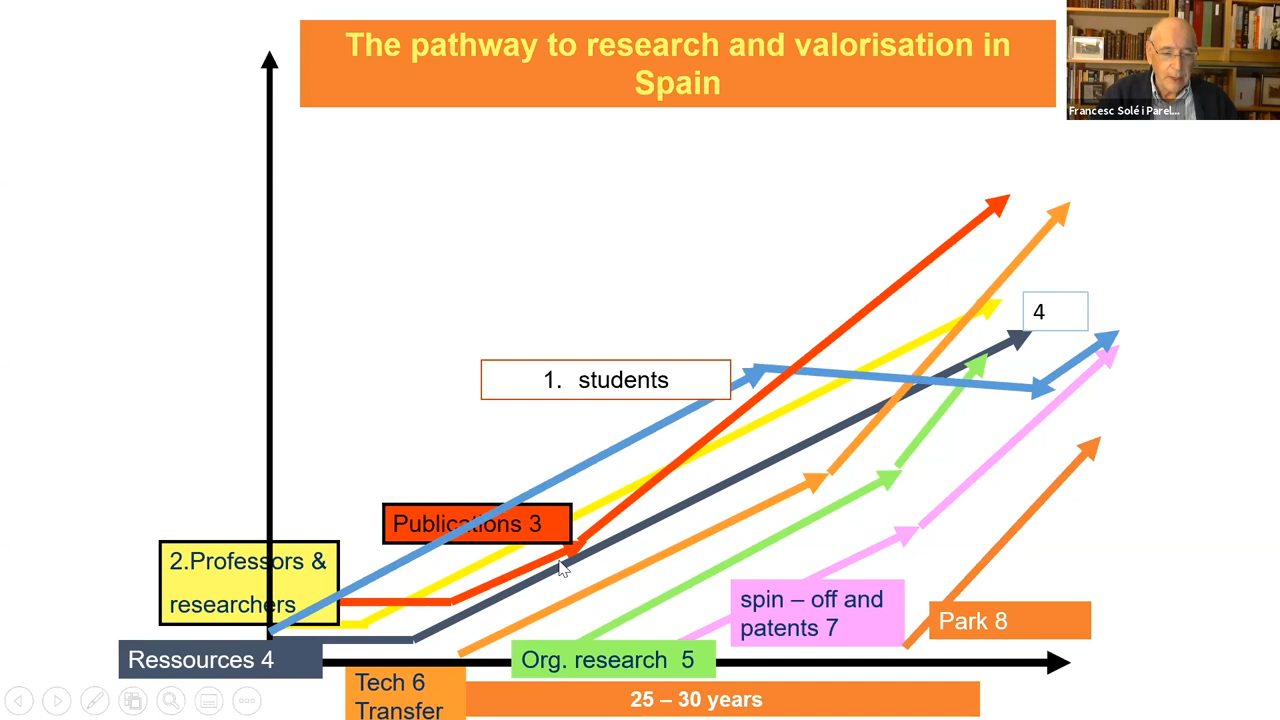 The pathway to research and valorisation in
Spain
Francesc Solé i Parel...
4
1. students
Publications 3
2.Professors &
researchers
spin – off and
patents 7
Park 8
Ressources 4
Org. research 5
Tech 6
Transfer
25 – 30 years